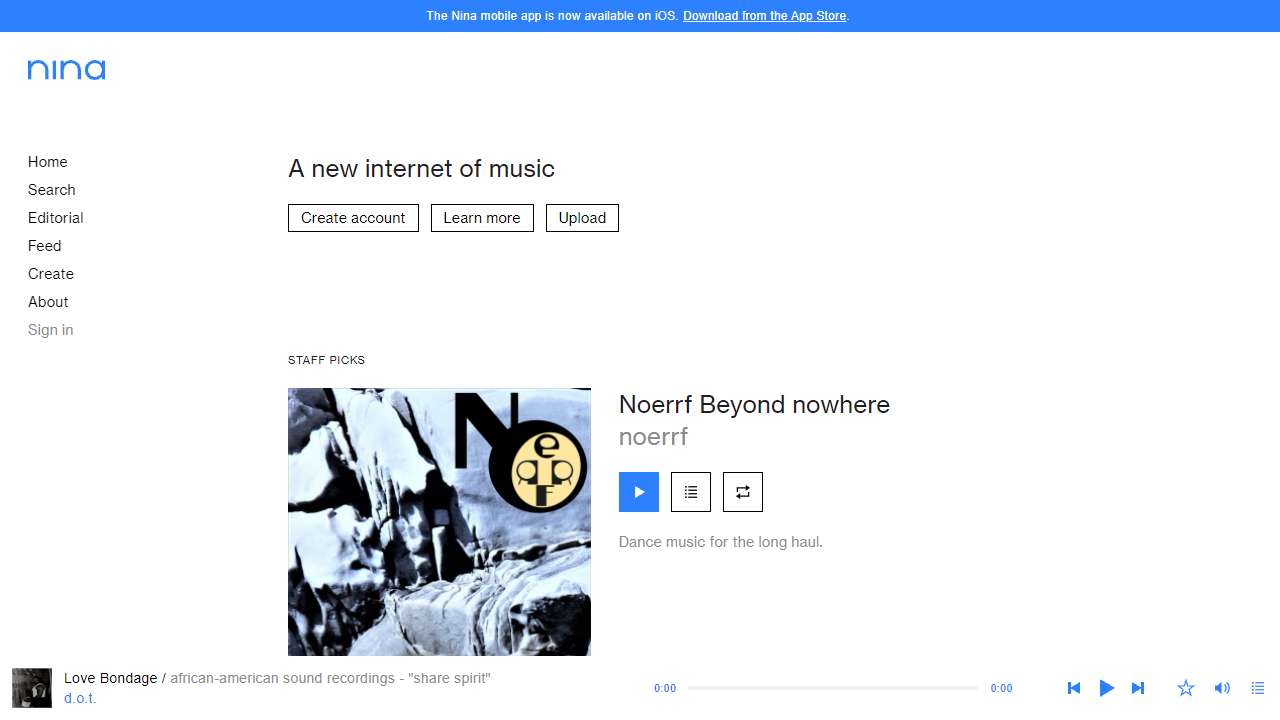 The Nina mobile app is now available on iOS. Download from the App Store.
nina
Home
Search
Editorial
Feed
Create
About
Sign in
A new internet of music
Create account
Learn more
Upload
STAFF PICKS
Noerrf
Noerrf Beyond nowhere
noerrf
Dance music for the long haul.
Love Bondage / african-american sound recordings - "share spirit"
d.o.t.
0:00
0:00